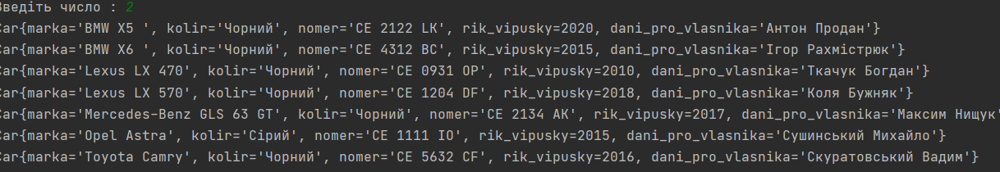 Введіть число : 2
Car{marka='BMW X5 ', kolir='Чорний', nomer='CE 2122 LK', rik_vipusky=2020, dani_pro_vlasnika='Антон Продан'}
Car{marka='BMW X6 ', kolir='Чорний', nomer='CE 4312 BC', rik_vipusky=2015, dani_pro_vlasnika='Ігор Рахмістрюк'}
Car{marka='Lexus LX 470', kolir='Чорний', nomer='CE 0931 OP', rik_vipusky=2010, dani_pro_vlasnika='Ткачук Богдан'}
Car{marka='Lexus LX 570', kolir='Чорний', nomer='CE 1204 DF', rik_vipusky=2018, dani_pro_vlasnika='Коля Бужняк'}
Car{marka='Mercedes-Benz GLS 63 GT', kolir='Чорний', nomer='CE 2134 AK', rik_vipusky=2017, dani_pro_vlasnika='Максим Нищук'
Car{marka='Opel Astra', kolir='Сірий', nomer='CE 1111 IO', rik_vipusky=2015, dani_pro_vlasnika='Сушинський Михайло'}
Car{marka='Toyota Camry', kolir='Чорний', nomer='CE 5632 CF', rik_vipusky=2016, dani_pro_vlasnika='Скуратовський Вадим'}